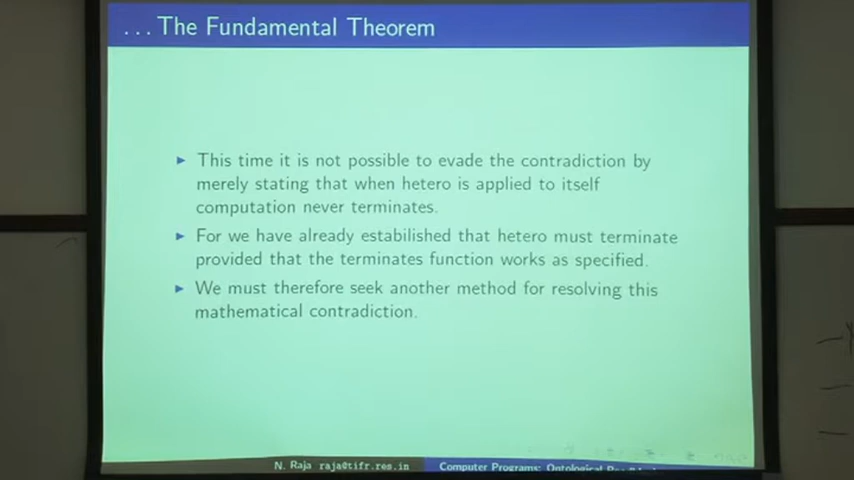 ... The Fundamental Theorem
▶ This time it is not possible to evade the contradiction by
merely stating that when hetero is applied to itself
computation never terminates.
▶ For we have already estabilished that hetero must terminate
provided that the terminates function works as specified.
▶ We must therefore seek another method for resolving this
mathematical contradiction.
N. Raja raja@tifr.res.in
Computer Programs: Ontological